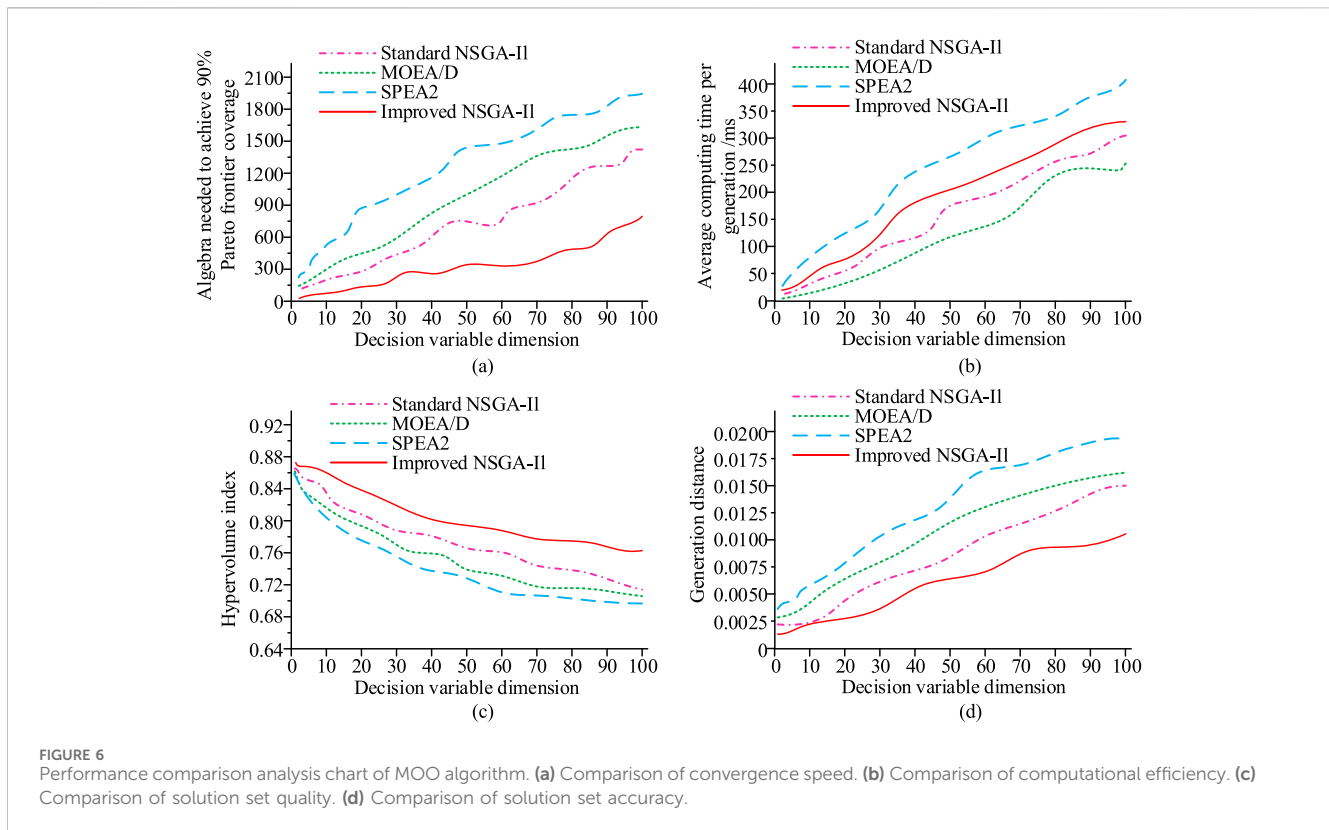 Standard NSGA-Il
MOEA/D
SPEA2
Improved NSGA-Il
Algebra needed to achieve 90%
Pareto frontier coverage
2100
1800
1500
1200
900
600
300
0
0 10 20 30 40 50 60 70 80 90 100
Decision variable dimension
(a)
Standard NSGA-Il
MOEA/D
SPEA2
Improved NSGA-Il
Average computing time per
generation /ms
400
350
300
250
200
150
100
50
0
0 10 20 30 40 50 60 70 80 90 100
Decision variable dimension
(b)
Standard NSGA-Il
MOEA/D
SPEA2
Improved NSGA-Il
Hypervolume index
0.92
0.88
0.84
0.80
0.76
0.72
0.68
0.64
0 10 20 30 40 50 60 70 80 90 100
Decision variable dimension
(c)
Standard NSGA-Il
MOEA/D
SPEA2
Improved NSGA-Il
Generation distance
0.0200
0.0175
0.0150
0.0125
0.0100
0.0075
0.0050
0.0025
0
0 10 20 30 40 50 60 70 80 90 100
Decision variable dimension
(d)
FIGURE 6
Performance comparison analysis chart of MOO algorithm. (a) Comparison of convergence speed. (b) Comparison of computational efficiency. (c)
Comparison of solution set quality. (d) Comparison of solution set accuracy.